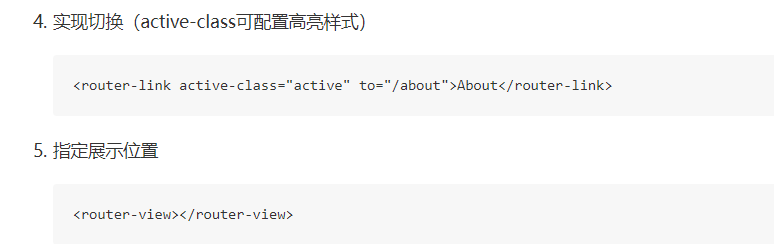 4. 实现切换（active-class可配置高亮样式）
<router-link active-class="active" to="/about">About</router-link>
5. 指定展示位置
<router-view></router-view>